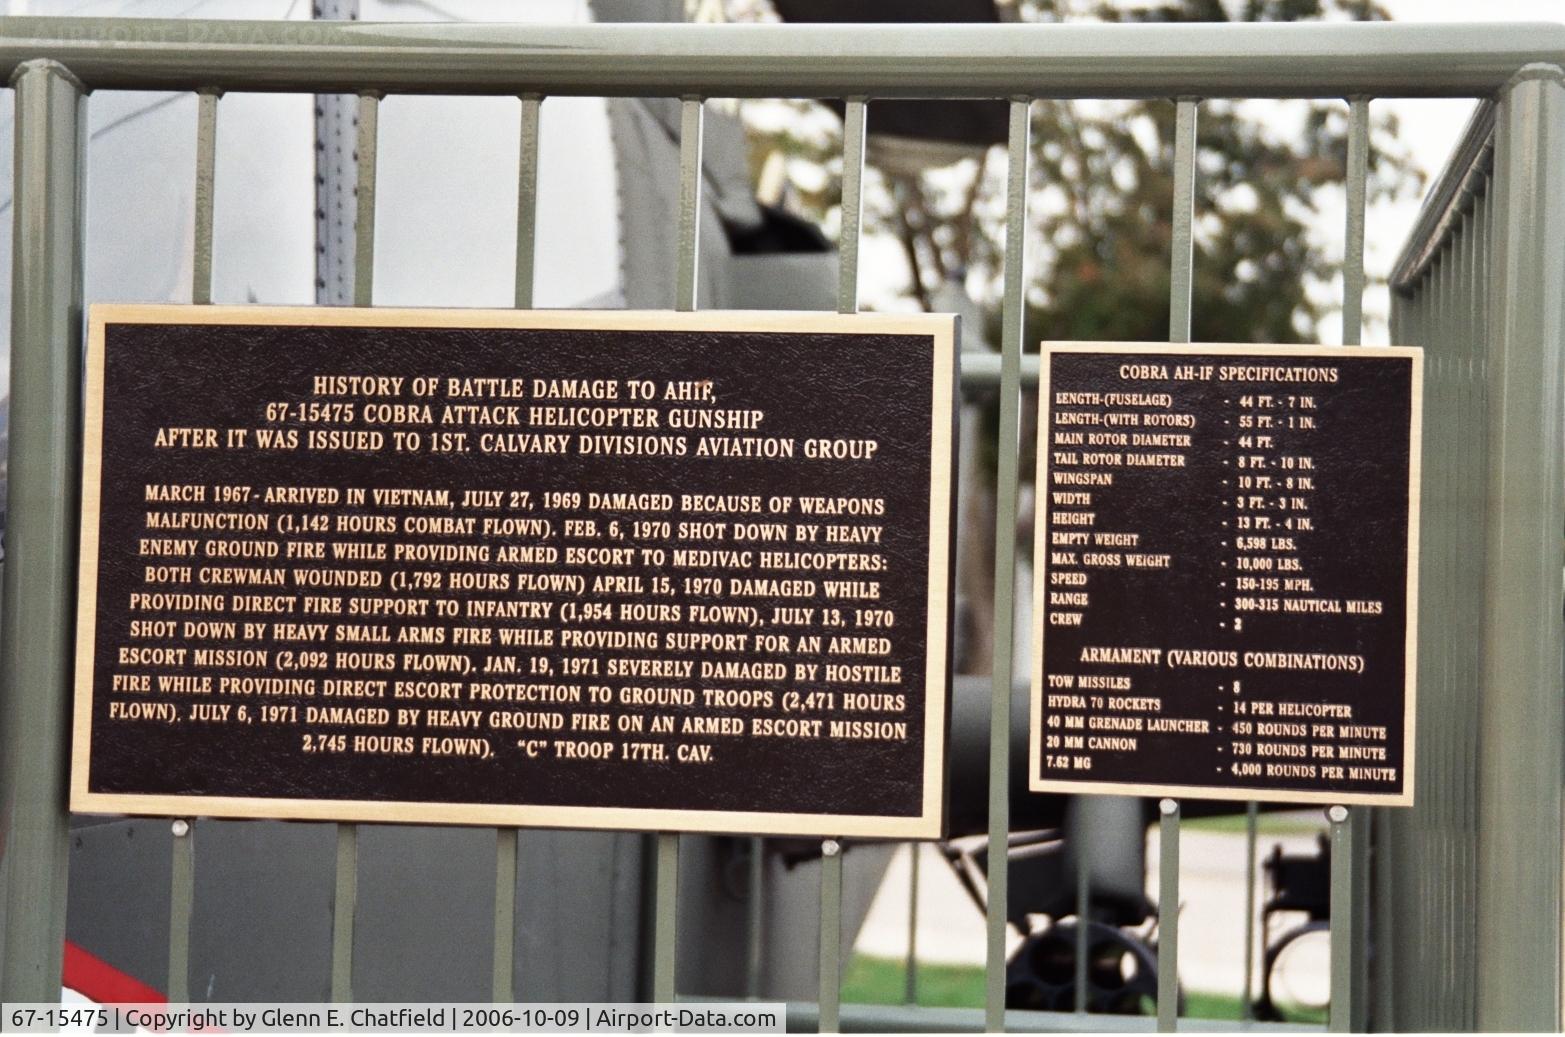 AIRPORT-DATA.COM
HISTORY OF BATTLE DAMAGE TO AH1F,
67-15475 COBRA ATTACK HELICOPTER GUNSHIP
AFTER IT WAS ISSUED TO 1ST. CALVARY DIVISIONS AVIATION GROUP
MARCH 1967 - ARRIVED IN VIETNAM, JULY 27, 1969 DAMAGED BECAUSE OF WEAPONS
MALFUNCTION (1,142 HOURS COMBAT FLOWN). FEB. 6, 1970 SHOT DOWN BY HEAVY
ENEMY GROUND FIRE WHILE PROVIDING ARMED ESCORT TO MEDIVAC HELICOPTERS:
BOTH CREWMAN WOUNDED (1,792 HOURS FLOWN) APRIL 15, 1970 DAMAGED WHILE
PROVIDING DIRECT FIRE SUPPORT TO INFANTRY (1,954 HOURS FLOWN), JULY 13, 1970
SHOT DOWN BY HEAVY SMALL ARMS FIRE WHILE PROVIDING SUPPORT FOR AN ARMED
ESCORT MISSION (2,092 HOURS FLOWN). JAN. 19, 1971 SEVERELY DAMAGED BY HOSTILE
FIRE WHILE PROVIDING DIRECT ESCORT PROTECTION TO GROUND TROOPS (2,471 HOURS
FLOWN). JULY 6, 1971 DAMAGED BY HEAVY GROUND FIRE ON AN ARMED ESCORT MISSION
2,745 HOURS FLOWN). "C" TROOP 17TH. CAV.
COBRA AH-1F SPECIFICATIONS
LENGTH-(FUSELAGE) - 44 FT. - 7 IN.
LENGTH-(WITH ROTORS) - 55 FT. - 1 IN.
MAIN ROTOR DIAMETER - 44 FT.
TAIL ROTOR DIAMETER - 8 FT. - 10 IN.
WINGSPAN - 10 FT. - 8 IN.
WIDTH - 3 FT. - 3 IN.
HEIGHT - 13 FT. - 4 IN.
EMPTY WEIGHT - 6,598 LBS.
MAX. GROSS WEIGHT - 10,000 LBS.
SPEED - 150-195 MPH.
RANGE - 300-315 NAUTICAL MILES
CREW - 2
ARMAMENT (VARIOUS COMBINATIONS)
TOW MISSILES - 8
HYDRA 70 ROCKETS - 14 PER HELICOPTER
40 MM GRENADE LAUNCHER - 450 ROUNDS PER MINUTE
20 MM CANNON - 730 ROUNDS PER MINUTE
7.62 MG - 4,000 ROUNDS PER MINUTE
67-15475 | Copyright by Glenn E. Chatfield | 2006-10-09 | Airport-Data.com